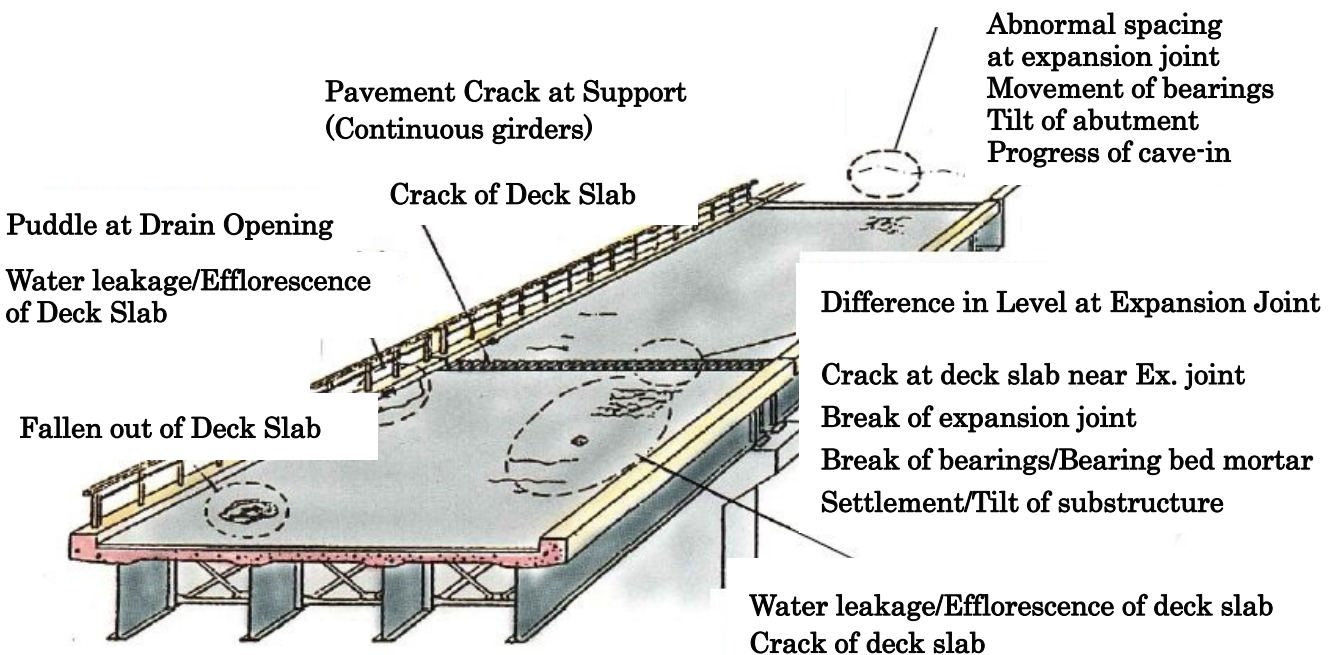 Abnormal spacing
at expansion joint
Movement of bearings
Tilt of abutment
Progress of cave-in
Pavement Crack at Support
(Continuous girders)
Crack of Deck Slab
Puddle at Drain Opening
Water leakage/Efflorescence
of Deck Slab
Difference in Level at Expansion Joint
Crack at deck slab near Ex. joint
Break of expansion joint
Break of bearings/Bearing bed mortar
Settlement/Tilt of substructure
Fallen out of Deck Slab
Water leakage/Efflorescence of deck slab
Crack of deck slab